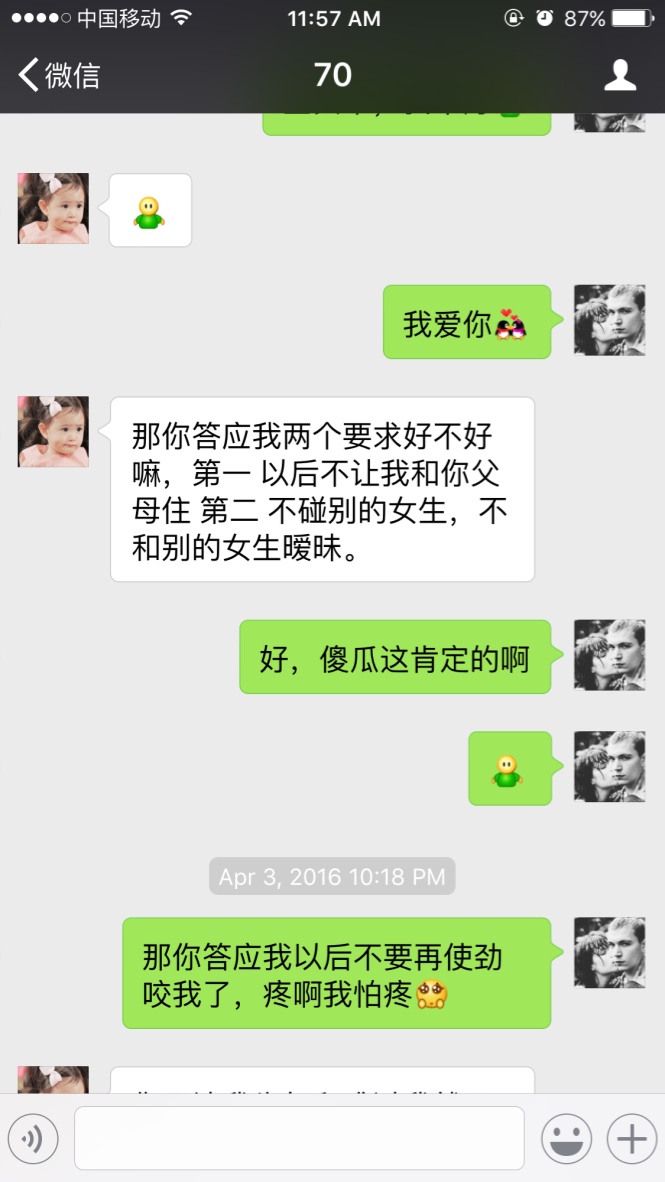 中国移动 11:57 AM 87%
微信 70
我爱你
那你答应我两个要求好不好
嘛，第一 以后不让我和你父
母住 第二 不碰别的女生，不
和别的女生暧昧。
好，傻瓜这肯定的啊
Apr 3, 2016 10:18 PM
那你答应我以后不要再使劲
咬我了，疼啊我怕疼